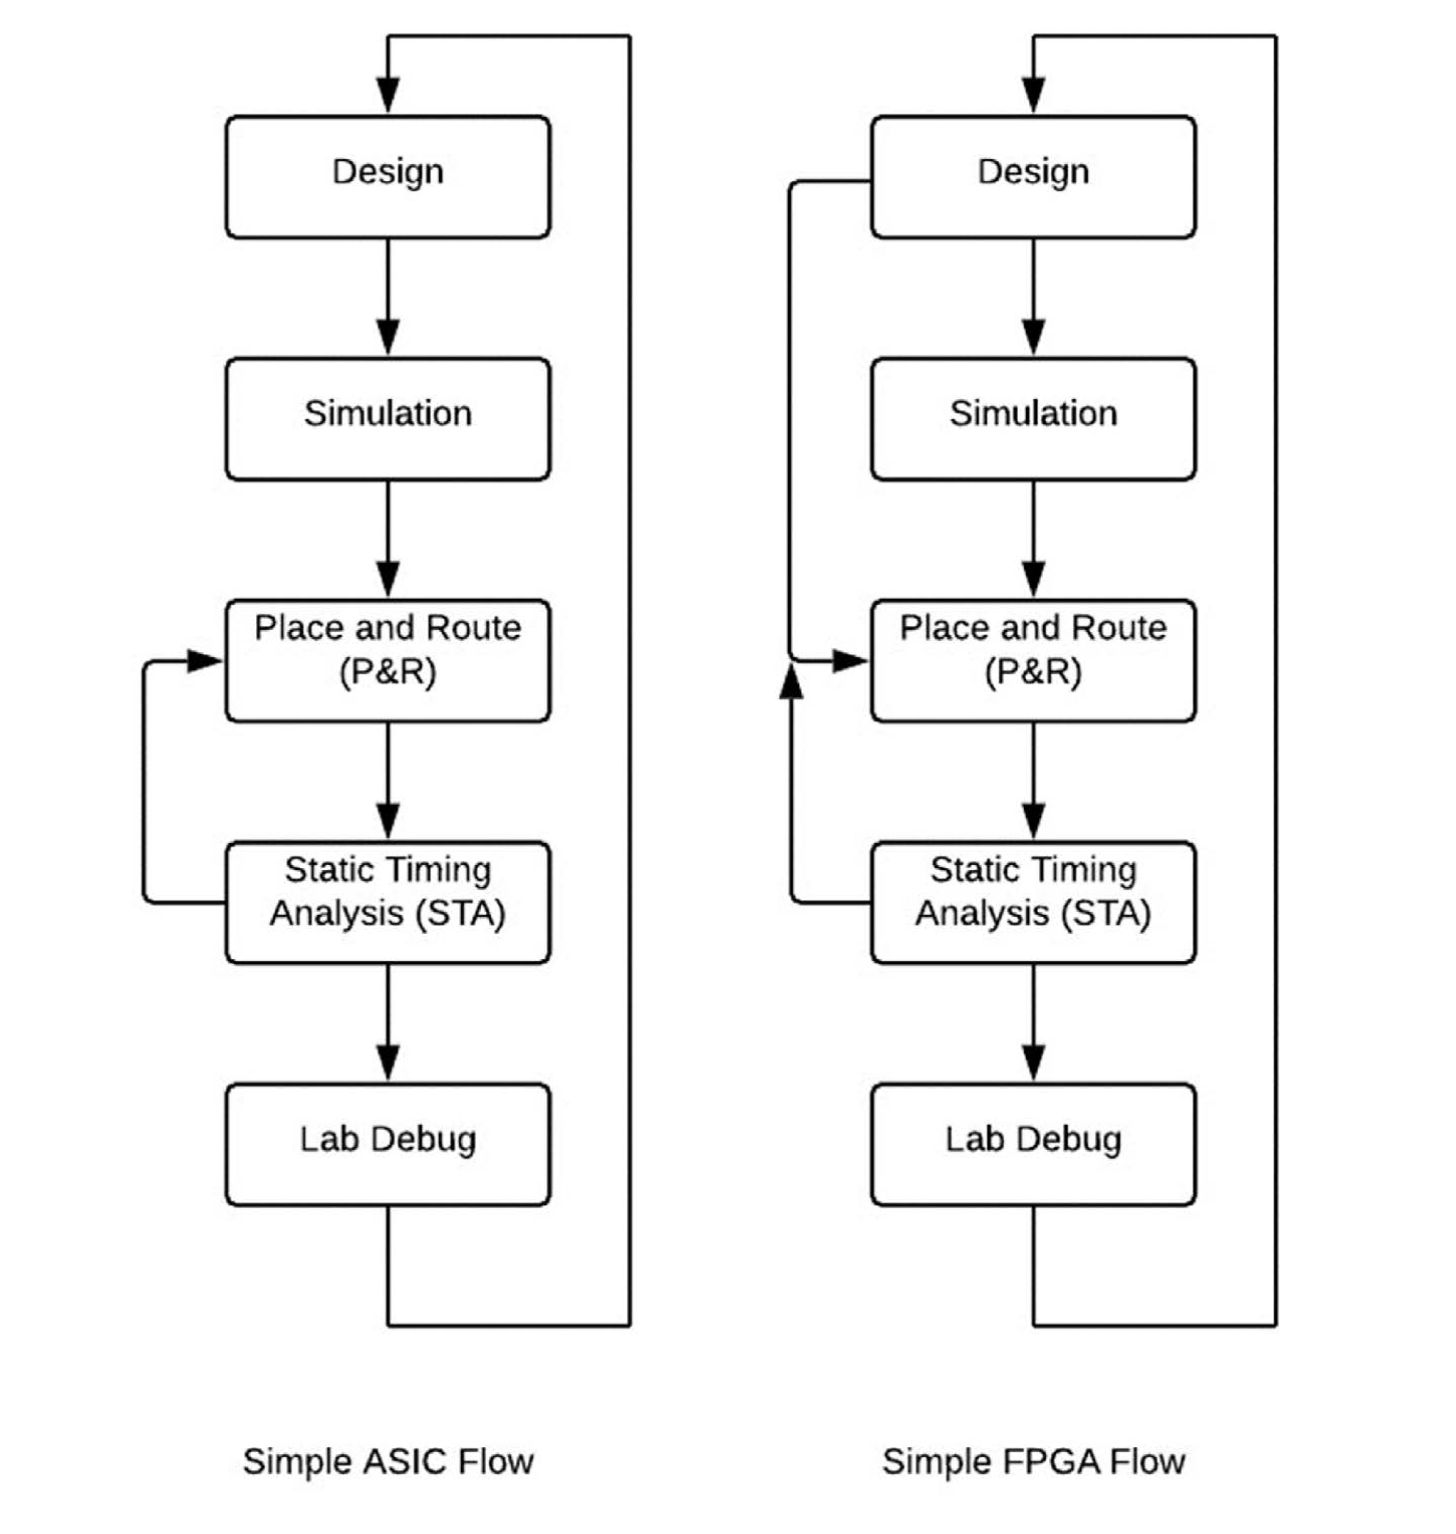 Design
Simulation
Place and Route
(P&R)
Static Timing
Analysis (STA)
Lab Debug
Simple ASIC Flow
Design
Simulation
Place and Route
(P&R)
Static Timing
Analysis (STA)
Lab Debug
Simple FPGA Flow